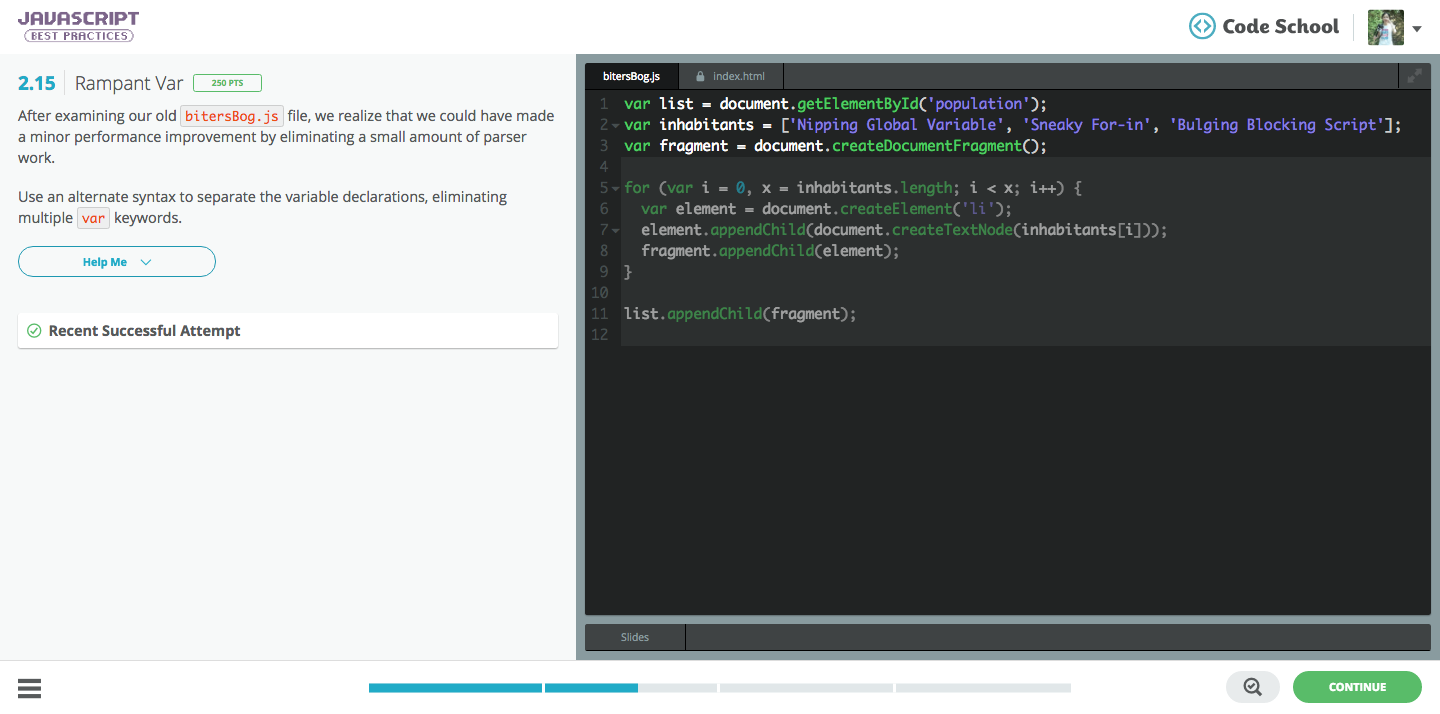 JAVASCRIPT
BEST PRACTICES
Code School
2.15 Rampant Var 250 PTS
After examining our old bitersBog.js file, we realize that we could have made
a minor performance improvement by eliminating a small amount of parser
work.
Use an alternate syntax to separate the variable declarations, eliminating
multiple var keywords.
Help Me
Recent Successful Attempt
bitersBog.js index.html
1 var list = document.getElementById('population');
2 var inhabitants = ['Nipping Global Variable', 'Sneaky For-in', 'Bulging Blocking Script'];
3 var fragment = document.createDocumentFragment();
4
5 for (var i = 0, x = inhabitants.length; i < x; i++) {
6   var element = document.createElement('li');
7   element.appendChild(document.createTextNode(inhabitants[i]));
8   fragment.appendChild(element);
9 }
10
11 list.appendChild(fragment);
12
Slides
CONTINUE